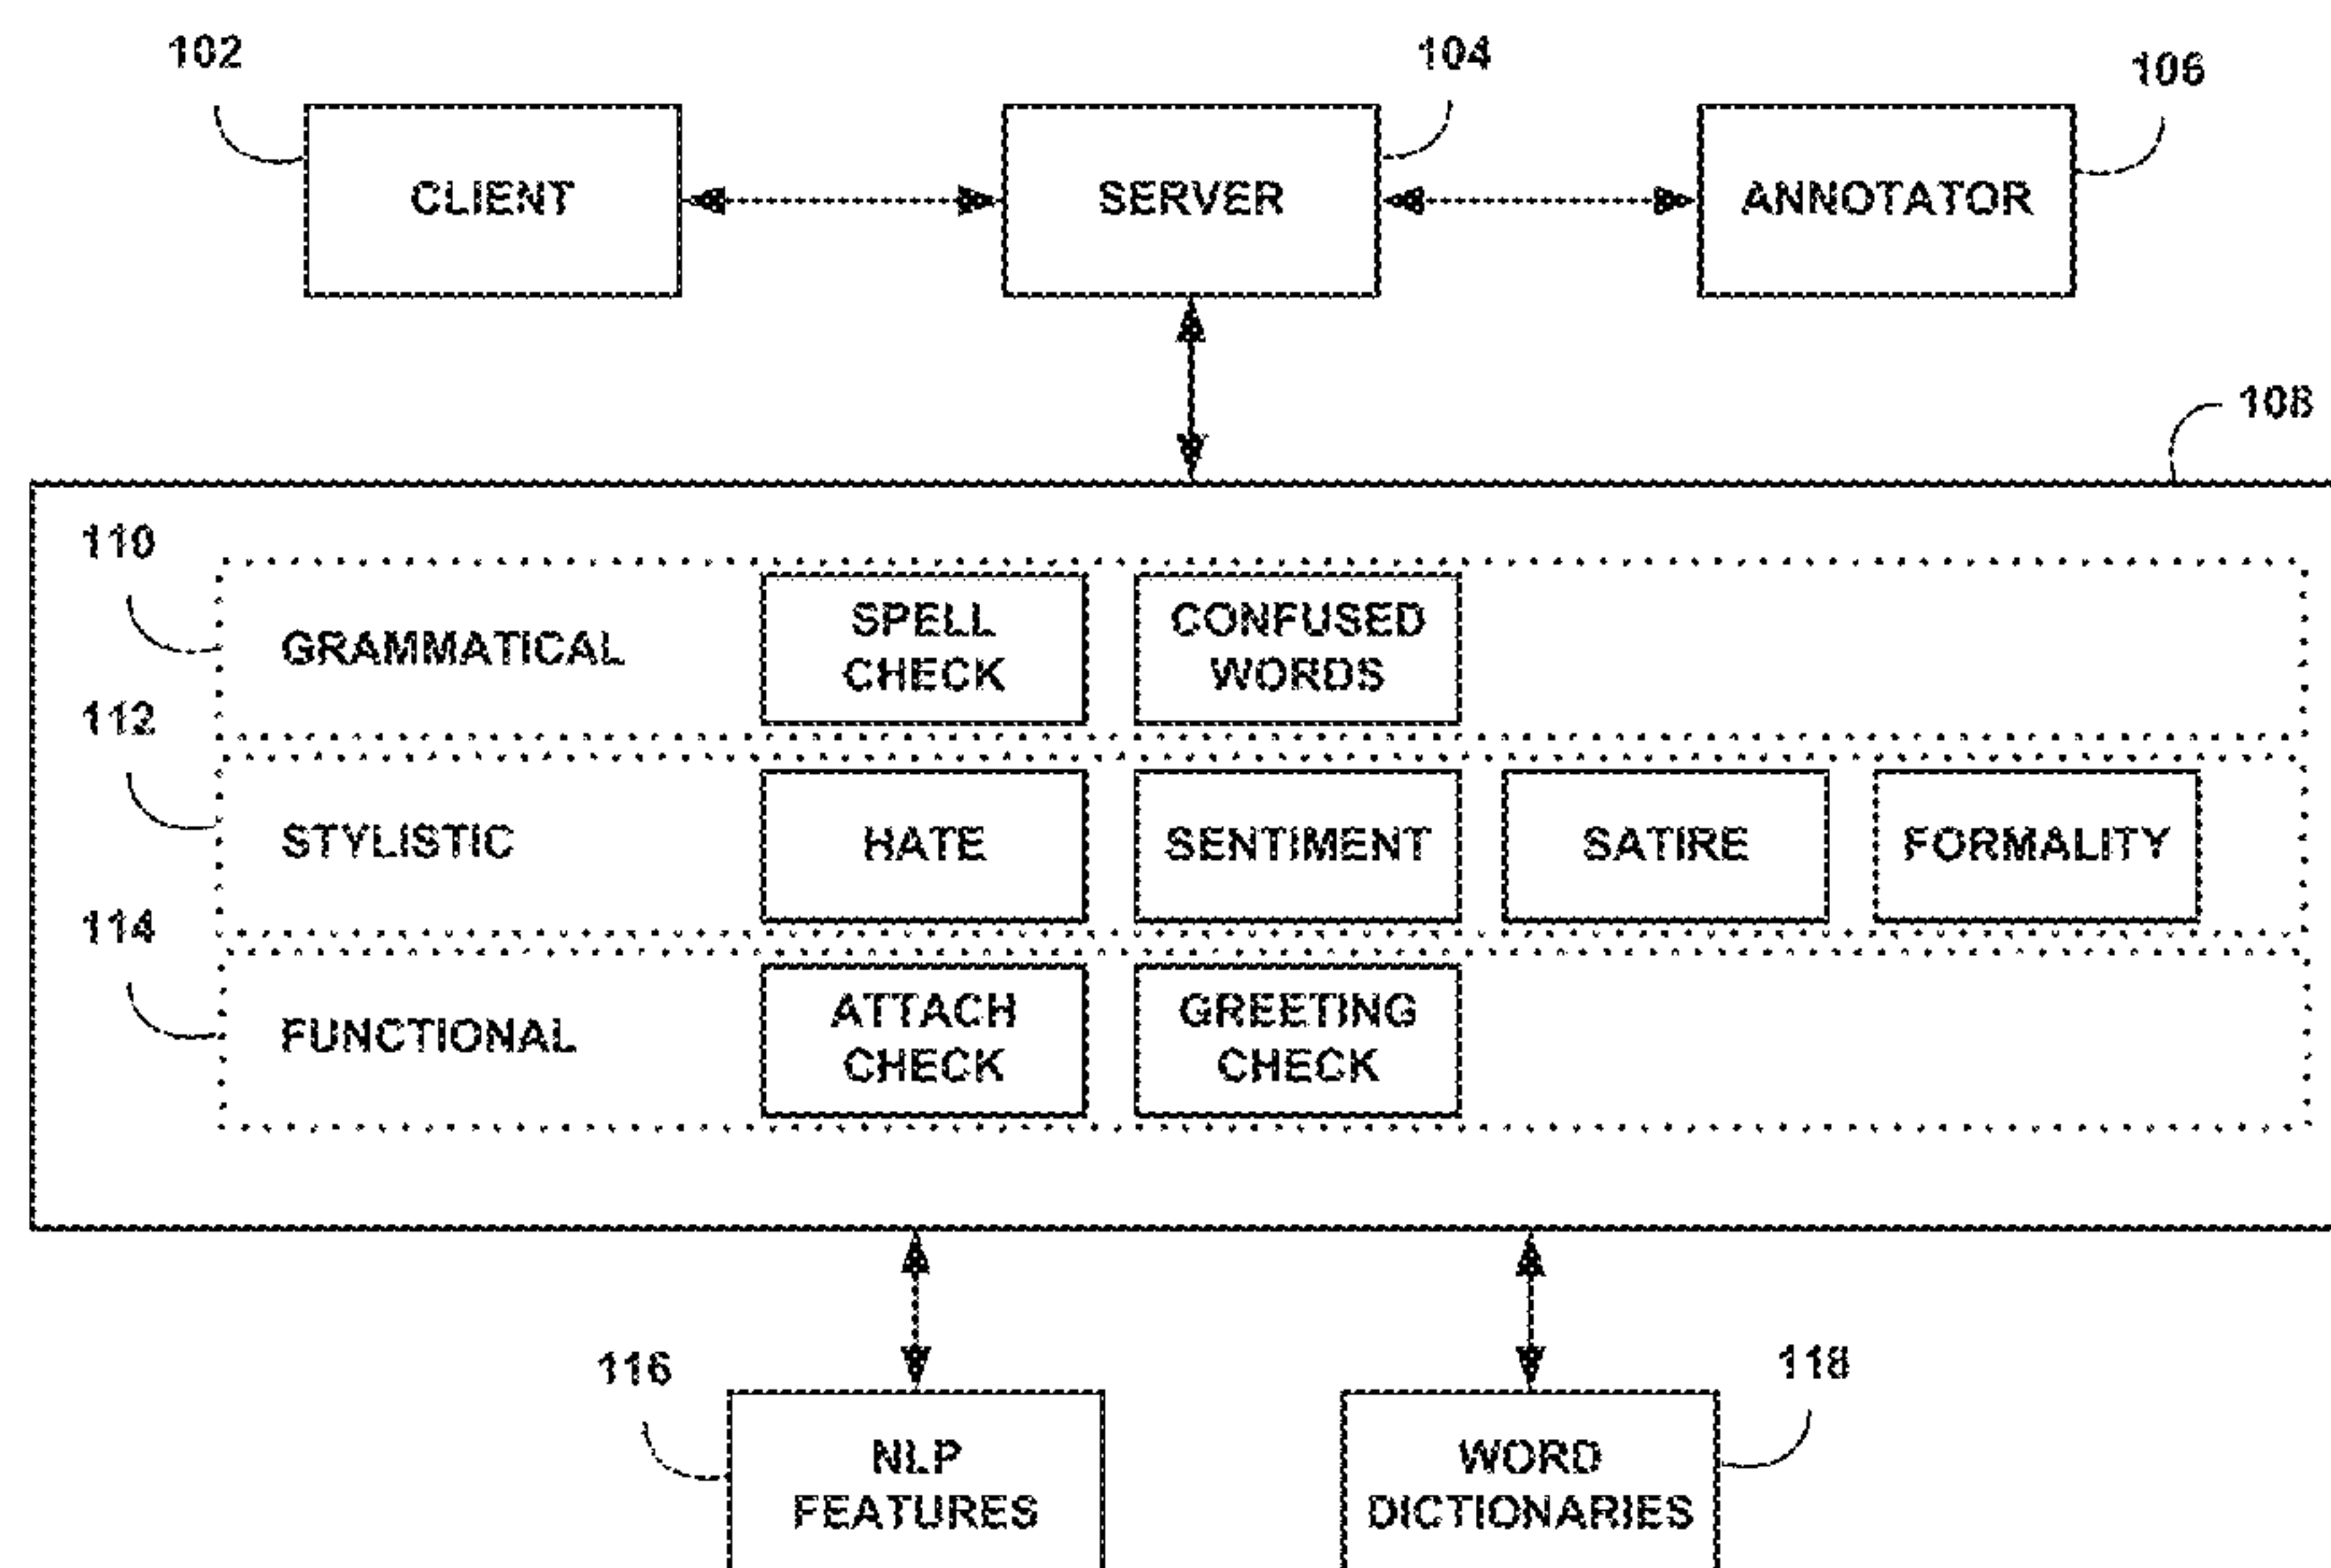 102
104
106
CLIENT
SERVER
ANNOTATOR
108
110
GRAMMATICAL
SPELL
CHECK
CONFUSED
WORDS
112
STYLISTIC
HATE
SENTIMENT
SATIRE
FORMALITY
114
FUNCTIONAL
ATTACH
CHECK
GREETING
CHECK
116
118
NLP
FEATURES
WORD
DICTIONARIES